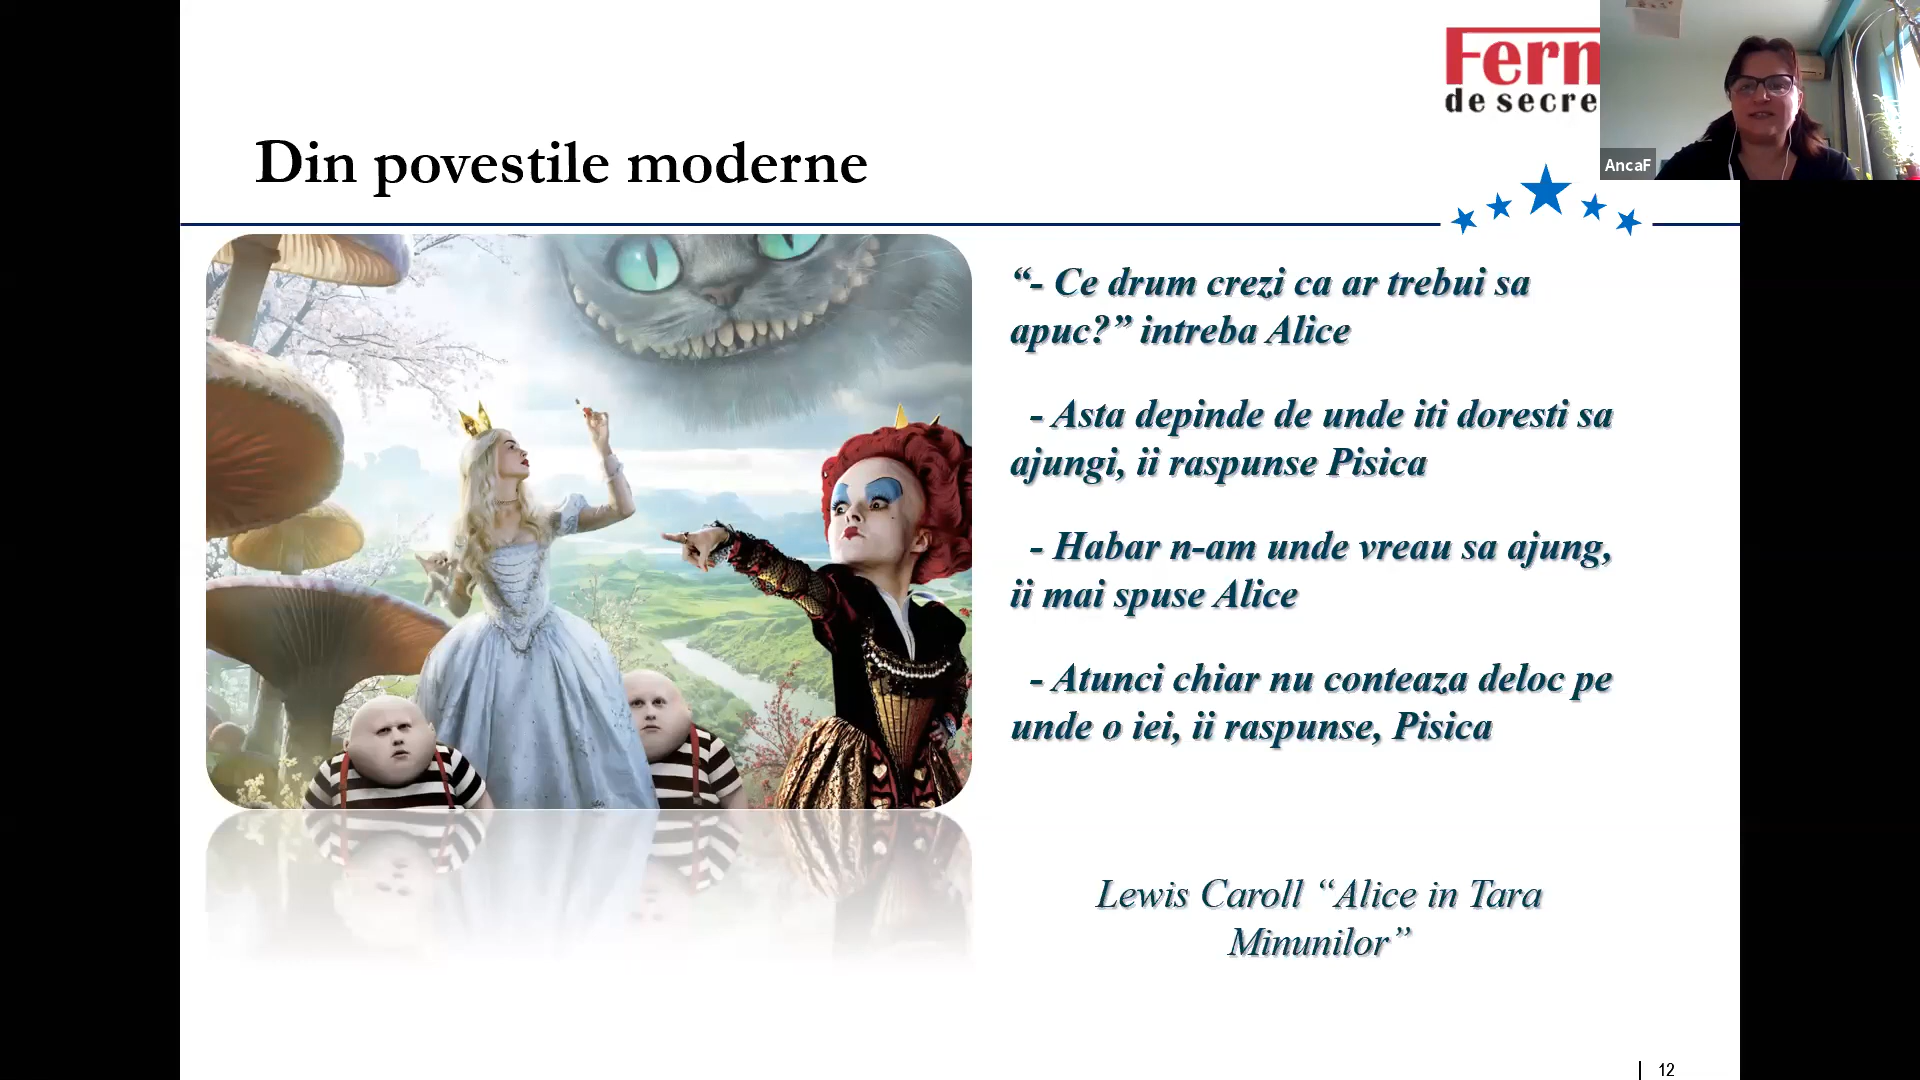 Fern
de secre
AncaF
Din povestile moderne
“- Ce drum crezi ca ar trebui sa
apuc?” intreba Alice
- Asta depinde de unde iti doresti sa
ajungi, ii raspunse Pisica
- Habar n-am unde vreau sa ajung,
ii mai spuse Alice
- Atunci chiar nu conteaza deloc pe
unde o iei, ii raspunse, Pisica
Lewis Caroll “Alice in Tara
Minunilor”
12